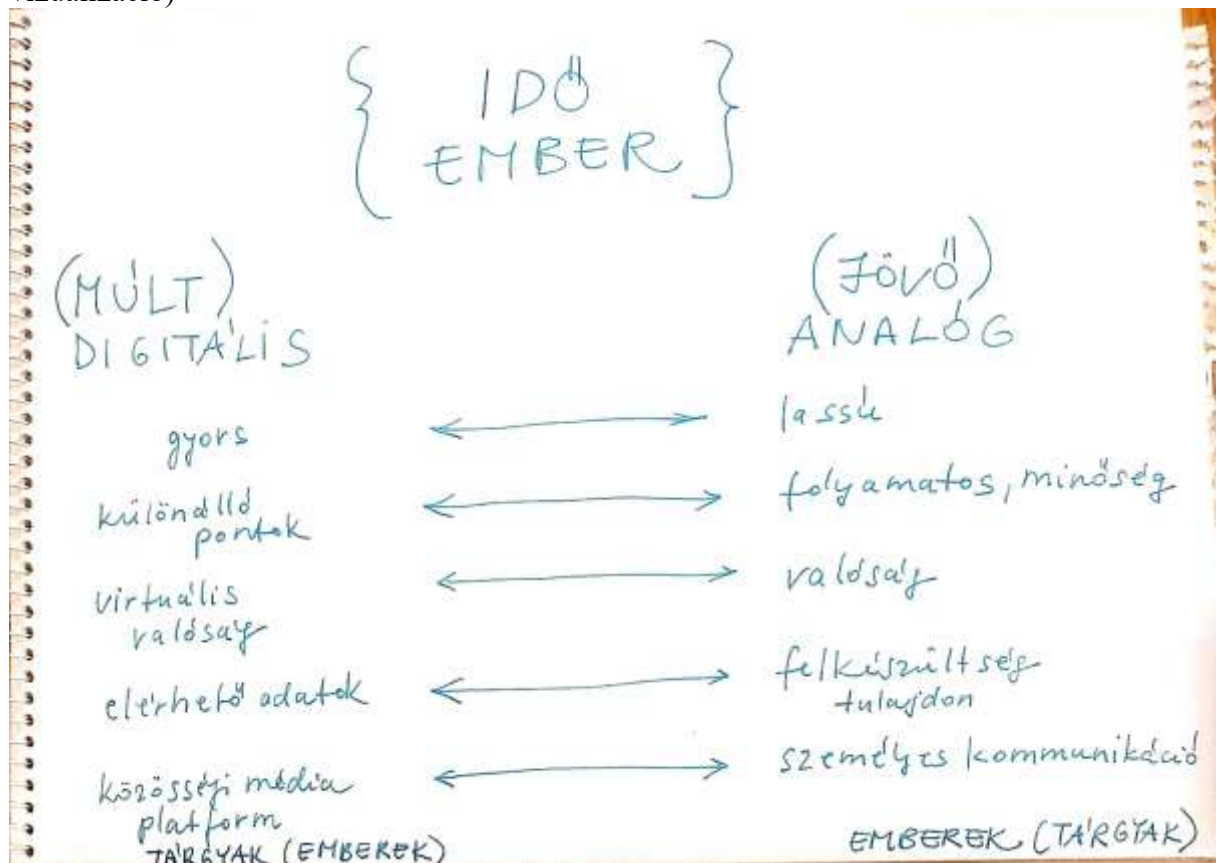 { IDŐ
EMBER }
(MÚLT)
DIGITÁLIS
(JÖVŐ)
ANALÓG
gyors
lassú
különálló
pontok
folyamatos, minőség
virtuális
valóság
valóság
elérhető adatok
felkészültség
tulajdon
közösségi média
platform
személyes kommunikáció
TÁRGYAK (EMBEREK)
EMBEREK (TÁRGYAK)